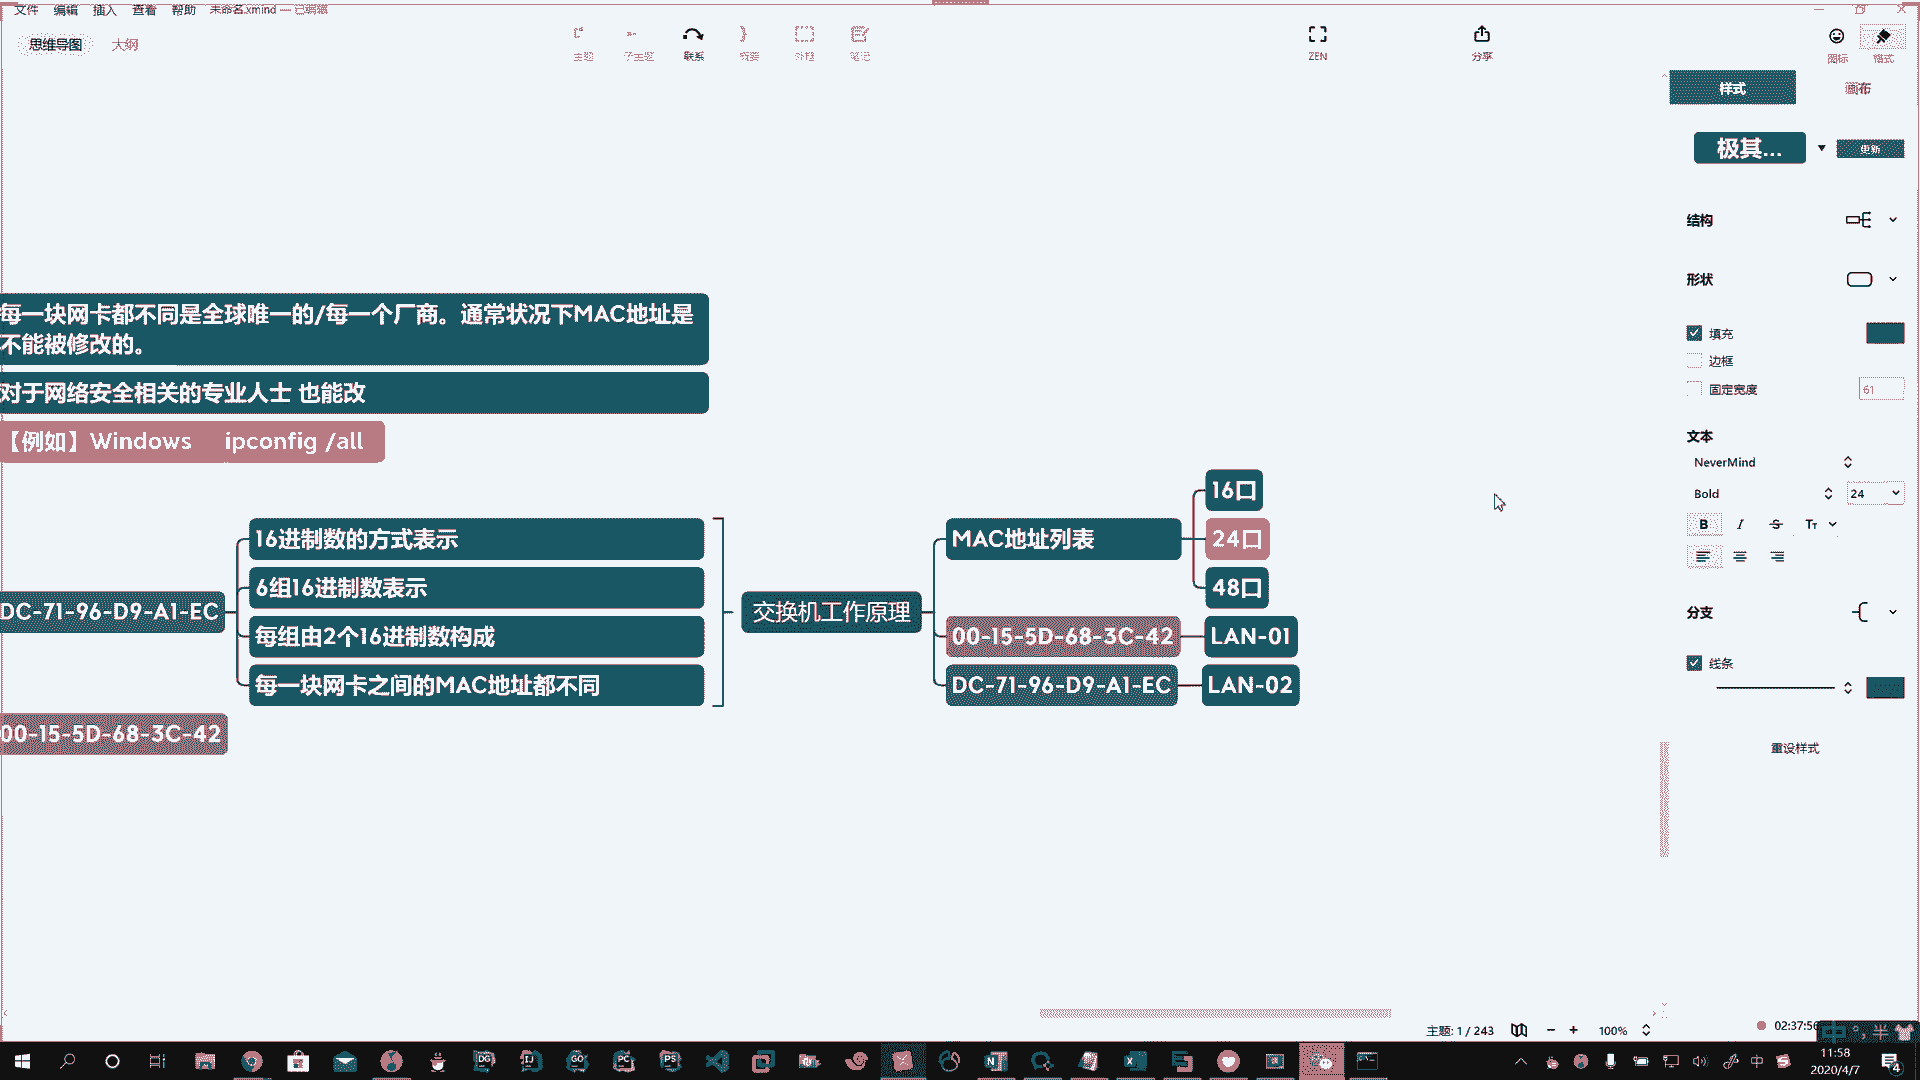 文件 编辑 插入 查看 帮助 未命名.xmind — 已编辑
思维导图 大纲
主题 子主题 联系 概要 外框 笔记 ZEN 分享 图标 格式
样式 画布
极其... 更新
结构
形状
填充
边框
固定宽度 61
文本
NeverMind
Bold 24
B I S TT
分支
线条
重设样式
每一块网卡都不同是全球唯一的/每一个厂商。通常状况下MAC地址是
不能被修改的。
对于网络安全相关的专业人士 也能改
【例如】Windows ipconfig /all
DC-71-96-D9-A1-EC
16进制数的方式表示
6组16进制数表示
每组由2个16进制数构成
每一块网卡之间的MAC地址都不同
00-15-5D-68-3C-42
交换机工作原理
MAC地址列表
16口
24口
48口
00-15-5D-68-3C-42 LAN-01
DC-71-96-D9-A1-EC LAN-02
主题: 1 / 243 100%
02:37:56
中 半
DG IJ GO PC PS
中
11:58
2020/4/7
4